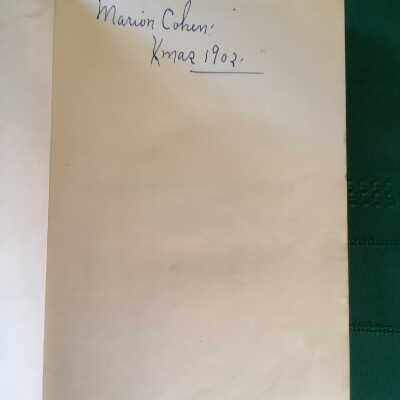 Marion Cohen.
Xmas 1902.